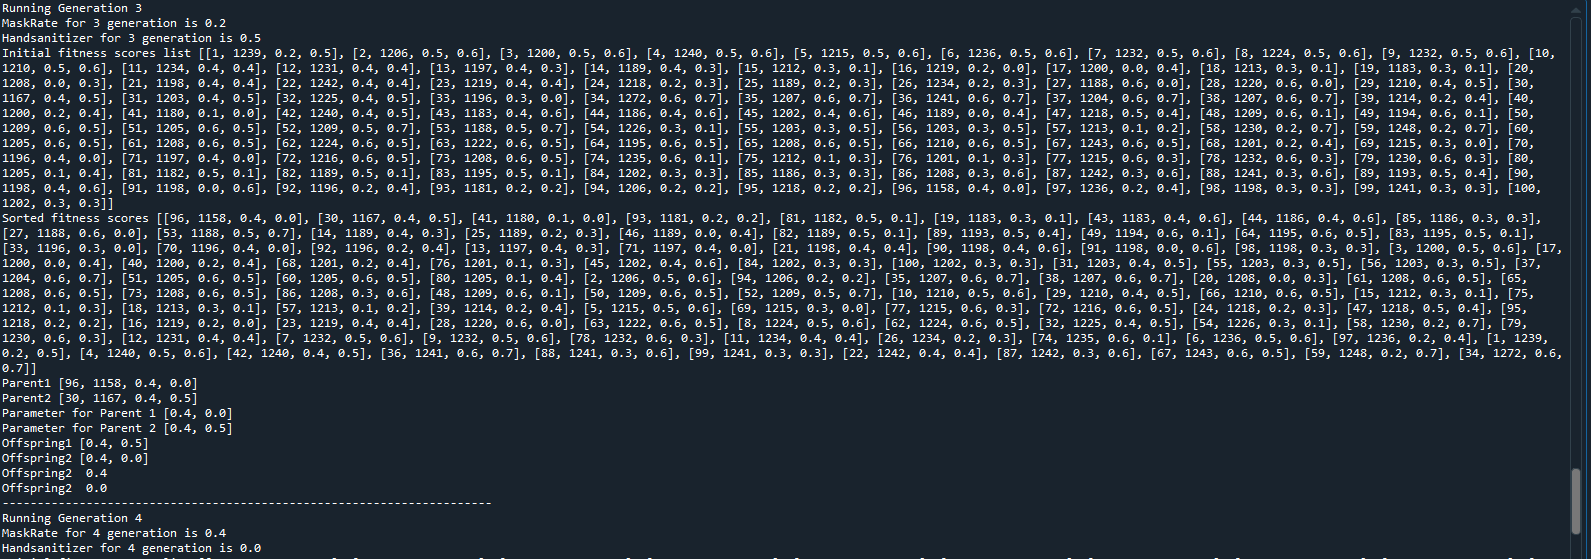 Running Generation 3
MaskRate for 3 generation is 0.2
Handsanitizer for 3 generation is 0.5
Initial fitness scores list [[1, 1239, 0.2, 0.5], [2, 1206, 0.5, 0.6], [3, 1200, 0.5, 0.6], [4, 1240, 0.5, 0.6], [5, 1215, 0.5, 0.6], [6, 1236, 0.5, 0.6], [7, 1232, 0.5, 0.6], [8, 1224, 0.5, 0.6], [9, 1232, 0.5, 0.6], [10,
1210, 0.5, 0.6], [11, 1234, 0.4, 0.4], [12, 1231, 0.4, 0.4], [13, 1197, 0.4, 0.3], [14, 1189, 0.4, 0.3], [15, 1212, 0.3, 0.1], [16, 1219, 0.2, 0.0], [17, 1200, 0.0, 0.4], [18, 1213, 0.3, 0.1], [19, 1183, 0.3, 0.1], [20,
1208, 0.0, 0.3], [21, 1198, 0.4, 0.4], [22, 1242, 0.4, 0.4], [23, 1219, 0.4, 0.4], [24, 1218, 0.2, 0.3], [25, 1189, 0.2, 0.3], [26, 1234, 0.2, 0.3], [27, 1188, 0.6, 0.0], [28, 1220, 0.6, 0.0], [29, 1210, 0.4, 0.5], [30,
1167, 0.4, 0.5], [31, 1203, 0.4, 0.5], [32, 1225, 0.4, 0.5], [33, 1196, 0.3, 0.0], [34, 1272, 0.6, 0.7], [35, 1207, 0.6, 0.7], [36, 1241, 0.6, 0.7], [37, 1204, 0.6, 0.7], [38, 1207, 0.6, 0.7], [39, 1214, 0.2, 0.4], [40,
1200, 0.2, 0.4], [41, 1180, 0.1, 0.0], [42, 1240, 0.4, 0.5], [43, 1183, 0.4, 0.6], [44, 1186, 0.4, 0.6], [45, 1202, 0.4, 0.6], [46, 1189, 0.0, 0.4], [47, 1218, 0.5, 0.4], [48, 1209, 0.6, 0.1], [49, 1194, 0.6, 0.1], [50,
1209, 0.6, 0.5], [51, 1205, 0.6, 0.5], [52, 1209, 0.5, 0.7], [53, 1188, 0.5, 0.7], [54, 1226, 0.3, 0.1], [55, 1203, 0.3, 0.5], [56, 1203, 0.3, 0.5], [57, 1213, 0.1, 0.2], [58, 1230, 0.2, 0.7], [59, 1248, 0.2, 0.7], [60,
1205, 0.6, 0.5], [61, 1208, 0.6, 0.5], [62, 1224, 0.6, 0.5], [63, 1222, 0.6, 0.5], [64, 1195, 0.6, 0.5], [65, 1208, 0.6, 0.5], [66, 1210, 0.6, 0.5], [67, 1243, 0.6, 0.5], [68, 1201, 0.2, 0.4], [69, 1215, 0.3, 0.0], [70,
1196, 0.4, 0.0], [71, 1197, 0.4, 0.0], [72, 1216, 0.6, 0.5], [73, 1208, 0.6, 0.5], [74, 1235, 0.6, 0.1], [75, 1212, 0.1, 0.3], [76, 1201, 0.1, 0.3], [77, 1215, 0.6, 0.3], [78, 1232, 0.6, 0.3], [79, 1230, 0.6, 0.3], [80,
1205, 0.1, 0.4], [81, 1182, 0.5, 0.1], [82, 1189, 0.5, 0.1], [83, 1195, 0.5, 0.1], [84, 1202, 0.3, 0.3], [85, 1186, 0.3, 0.3], [86, 1208, 0.3, 0.6], [87, 1242, 0.3, 0.6], [88, 1241, 0.3, 0.6], [89, 1193, 0.5, 0.4], [90,
1198, 0.4, 0.6], [91, 1198, 0.0, 0.6], [92, 1196, 0.2, 0.4], [93, 1181, 0.2, 0.2], [94, 1206, 0.2, 0.2], [95, 1218, 0.2, 0.2], [96, 1158, 0.4, 0.0], [97, 1236, 0.2, 0.4], [98, 1198, 0.3, 0.3], [99, 1241, 0.3, 0.3], [100,
1202, 0.3, 0.3]]
Sorted fitness scores [[96, 1158, 0.4, 0.0], [30, 1167, 0.4, 0.5], [41, 1180, 0.1, 0.0], [93, 1181, 0.2, 0.2], [81, 1182, 0.5, 0.1], [19, 1183, 0.3, 0.1], [43, 1183, 0.4, 0.6], [44, 1186, 0.4, 0.6], [85, 1186, 0.3, 0.3],
[27, 1188, 0.6, 0.0], [53, 1188, 0.5, 0.7], [14, 1189, 0.4, 0.3], [25, 1189, 0.2, 0.3], [46, 1189, 0.0, 0.4], [82, 1189, 0.5, 0.1], [89, 1193, 0.5, 0.4], [49, 1194, 0.6, 0.1], [64, 1195, 0.6, 0.5], [83, 1195, 0.5, 0.1],
[33, 1196, 0.3, 0.0], [70, 1196, 0.4, 0.0], [92, 1196, 0.2, 0.4], [13, 1197, 0.4, 0.3], [71, 1197, 0.4, 0.0], [21, 1198, 0.4, 0.4], [90, 1198, 0.4, 0.6], [91, 1198, 0.0, 0.6], [98, 1198, 0.3, 0.3], [3, 1200, 0.5, 0.6], [17,
1200, 0.0, 0.4], [40, 1200, 0.2, 0.4], [68, 1201, 0.2, 0.4], [76, 1201, 0.1, 0.3], [45, 1202, 0.4, 0.6], [84, 1202, 0.3, 0.3], [100, 1202, 0.3, 0.3], [31, 1203, 0.4, 0.5], [55, 1203, 0.3, 0.5], [56, 1203, 0.3, 0.5], [37,
1204, 0.6, 0.7], [51, 1205, 0.6, 0.5], [60, 1205, 0.6, 0.5], [80, 1205, 0.1, 0.4], [2, 1206, 0.5, 0.6], [94, 1206, 0.2, 0.2], [35, 1207, 0.6, 0.7], [38, 1207, 0.6, 0.7], [20, 1208, 0.0, 0.3], [61, 1208, 0.6, 0.5], [65,
1208, 0.6, 0.5], [73, 1208, 0.6, 0.5], [86, 1208, 0.3, 0.6], [48, 1209, 0.6, 0.1], [50, 1209, 0.6, 0.5], [52, 1209, 0.5, 0.7], [10, 1210, 0.5, 0.6], [29, 1210, 0.4, 0.5], [66, 1210, 0.6, 0.5], [15, 1212, 0.3, 0.1], [75,
1212, 0.1, 0.3], [18, 1213, 0.3, 0.1], [57, 1213, 0.1, 0.2], [39, 1214, 0.2, 0.4], [5, 1215, 0.5, 0.6], [69, 1215, 0.3, 0.0], [77, 1215, 0.6, 0.3], [72, 1216, 0.6, 0.5], [24, 1218, 0.2, 0.3], [47, 1218, 0.5, 0.4], [95,
1218, 0.2, 0.2], [16, 1219, 0.2, 0.0], [23, 1219, 0.4, 0.4], [28, 1220, 0.6, 0.0], [63, 1222, 0.6, 0.5], [8, 1224, 0.5, 0.6], [62, 1224, 0.6, 0.5], [32, 1225, 0.4, 0.5], [54, 1226, 0.3, 0.1], [58, 1230, 0.2, 0.7], [79,
1230, 0.6, 0.3], [12, 1231, 0.4, 0.4], [7, 1232, 0.5, 0.6], [9, 1232, 0.5, 0.6], [78, 1232, 0.6, 0.3], [11, 1234, 0.4, 0.4], [26, 1234, 0.2, 0.3], [74, 1235, 0.6, 0.1], [6, 1236, 0.5, 0.6], [97, 1236, 0.2, 0.4], [1, 1239,
0.2, 0.5], [4, 1240, 0.5, 0.6], [42, 1240, 0.4, 0.5], [36, 1241, 0.6, 0.7], [88, 1241, 0.3, 0.6], [99, 1241, 0.3, 0.3], [22, 1242, 0.4, 0.4], [87, 1242, 0.3, 0.6], [67, 1243, 0.6, 0.5], [59, 1248, 0.2, 0.7], [34, 1272, 0.6,
0.7]]
Parent1 [96, 1158, 0.4, 0.0]
Parent2 [30, 1167, 0.4, 0.5]
Parameter for Parent 1 [0.4, 0.0]
Parameter for Parent 2 [0.4, 0.5]
Offspring1 [0.4, 0.5]
Offspring2 [0.4, 0.0]
Offspring2  0.4
Offspring2  0.0
----------------------------------------------------------------------
Running Generation 4
MaskRate for 4 generation is 0.4
Handsanitizer for 4 generation is 0.0